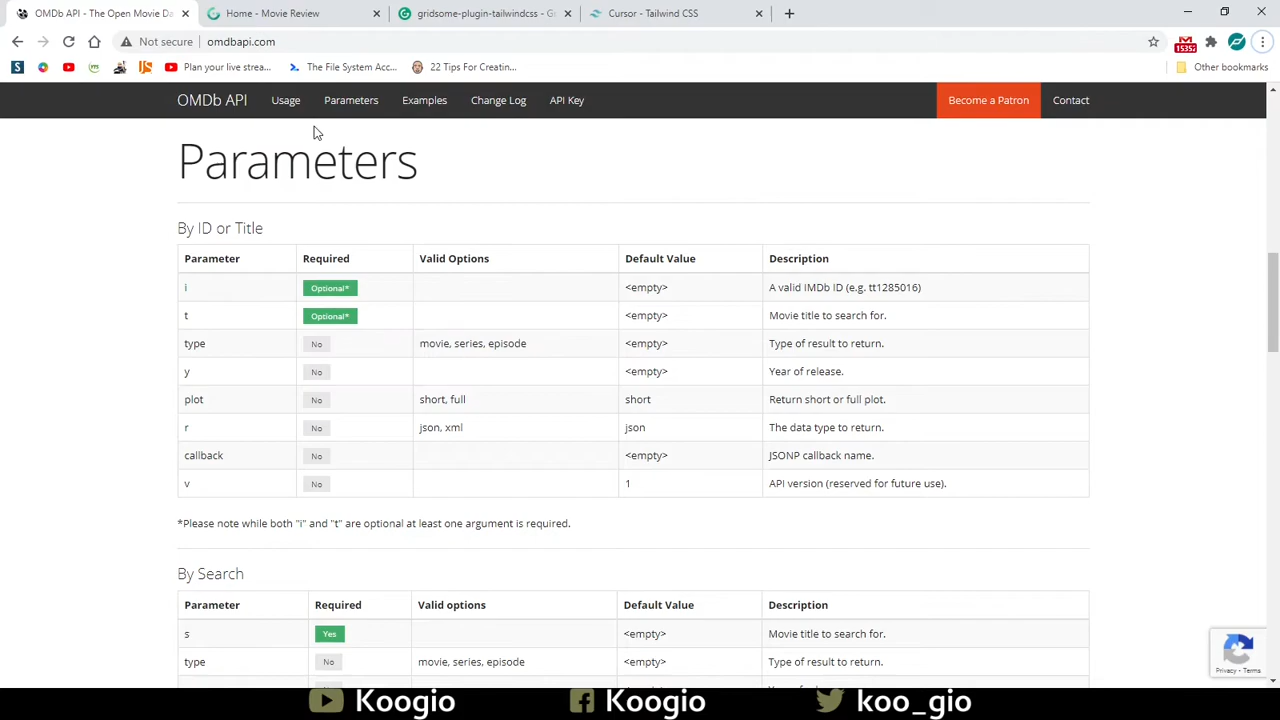 OMDb API - The Open Movie Da
Home - Movie Review
gridsome-plugin-tailwindcss - Gr
Cursor - Tailwind CSS
Not secure
omdbapi.com
15352
Plan your live strea...
The File System Acc...
22 Tips For Creatin...
Other bookmarks
OMDb API Usage Parameters Examples Change Log API Key Become a Patron Contact
Parameters
By ID or Title
Parameter Required Valid Options Default Value Description
i Optional* <empty> A valid IMDb ID (e.g. tt1285016)
t Optional* <empty> Movie title to search for.
type No movie, series, episode <empty> Type of result to return.
y No <empty> Year of release.
plot No short, full short Return short or full plot.
r No json, xml json The data type to return.
callback No <empty> JSONP callback name.
v No 1 API version (reserved for future use).
*Please note while both "i" and "t" are optional at least one argument is required.
By Search
Parameter Required Valid options Default Value Description
s Yes <empty> Movie title to search for.
type No movie, series, episode <empty> Type of result to return.
Privacy - Terms
Koogio Koogio koo_gio